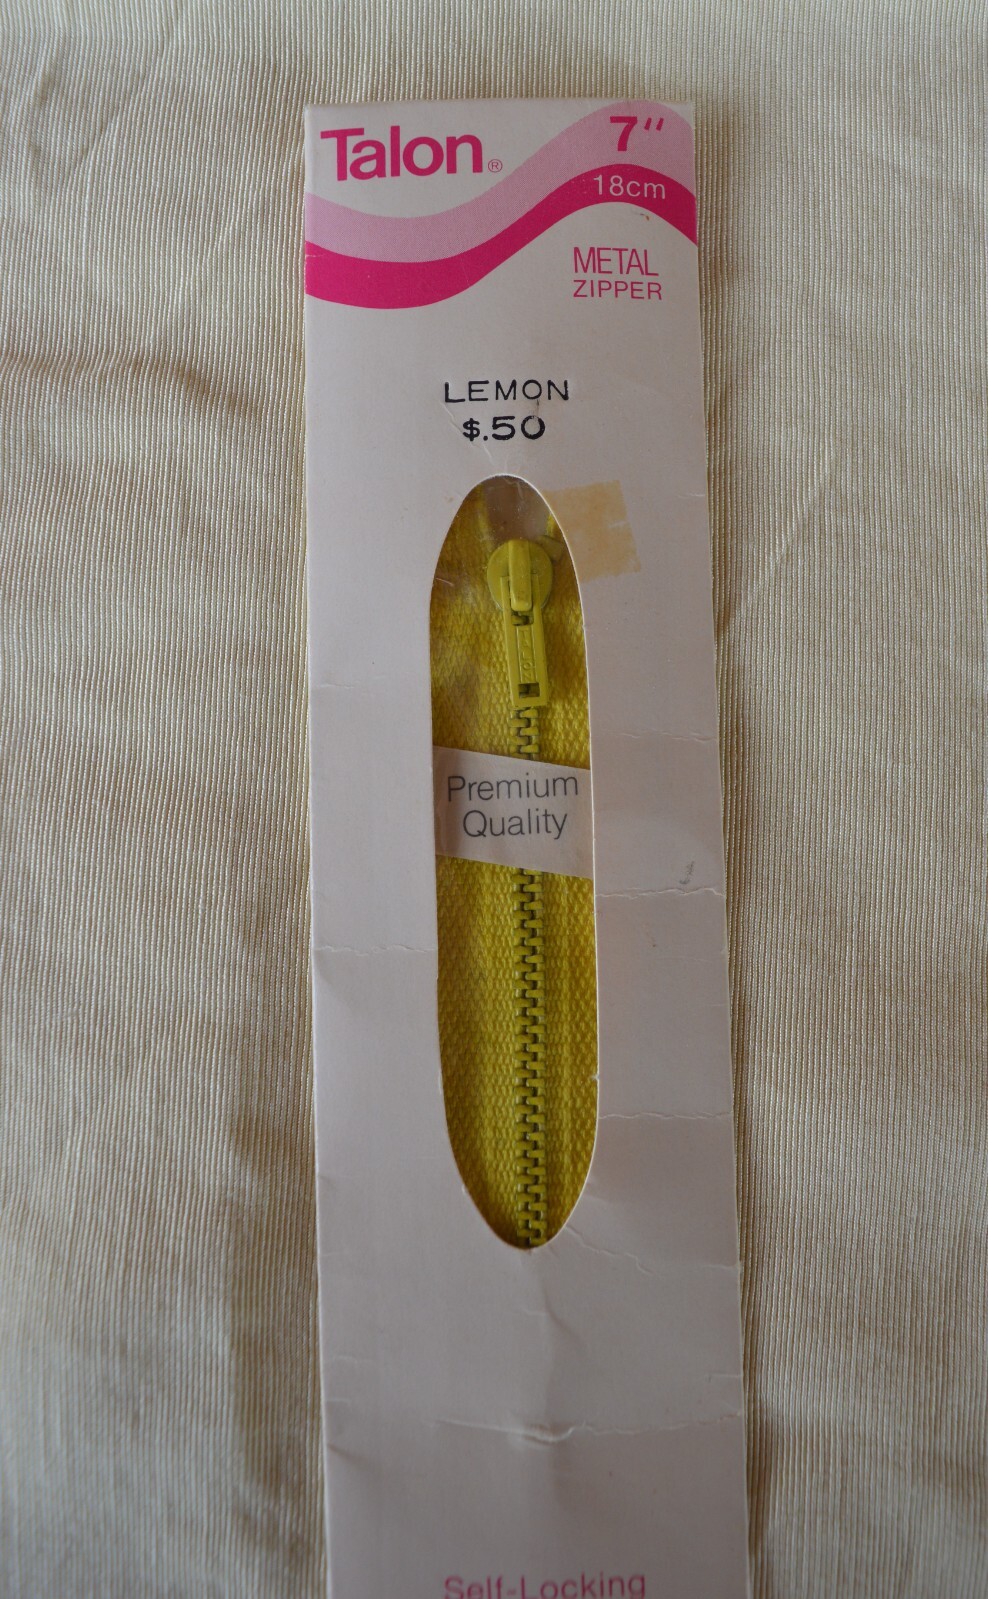 Talon®
7"
18cm
METAL
ZIPPER
LEMON
$.50
Premium
Quality
Self-Locking